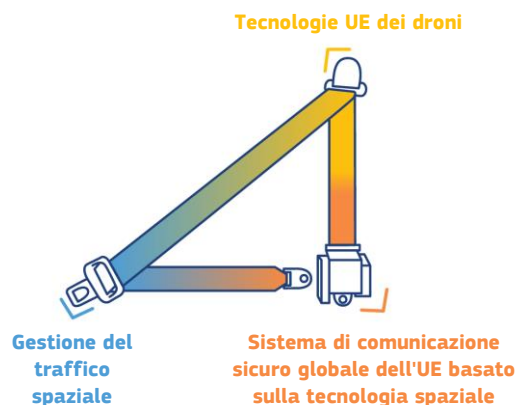 Tecnologie UE dei droni
Gestione del
traffico
spaziale
Sistema di comunicazione
sicuro globale dell'UE basato
sulla tecnologia spaziale